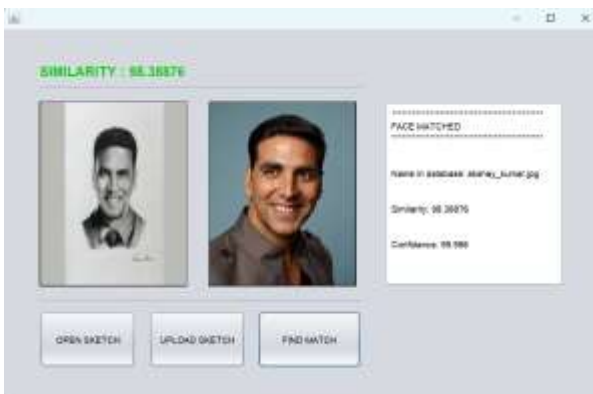 SIMILARITY : 98.38876
FACE MATCHED
Name in database: akshay_kumar.jpg
Similarity: 98.38876
Confidence: 99.998
OPEN SKETCH
UPLOAD SKETCH
FIND MATCH